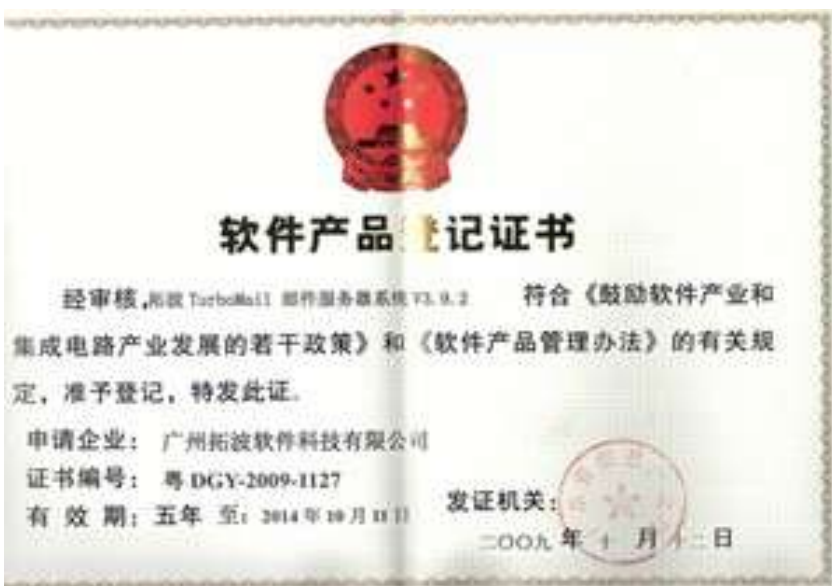 软件产品登记证书
经审核,拓波 TurboMail 邮件服务器系统 V3.9.2 符合《鼓励软件产业和
集成电路产业发展的若干政策》和《软件产品管理办法》的有关规
定，准予登记，特发此证。
申请企业： 广州拓波软件科技有限公司
证书编号： 粤 DGY-2009-1127
有 效 期：五年 至：2014年10月11日
发证机关：
二〇〇九 年 十 月 十二 日